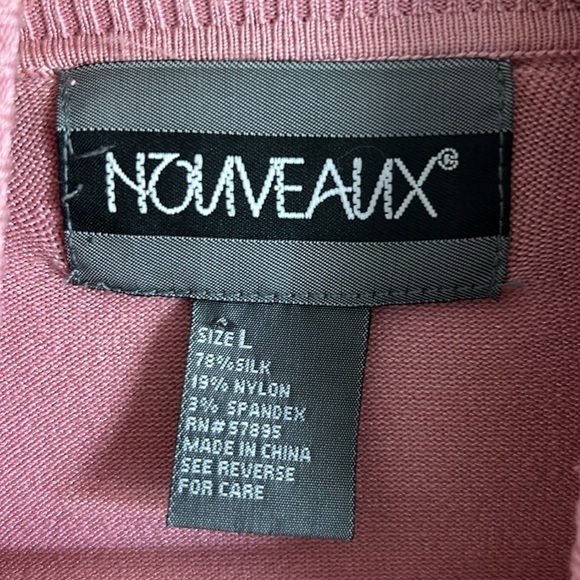 NOUVEAUX®
SIZE L
78% SILK
19% NYLON
3% SPANDEX
RN# 57895
MADE IN CHINA
SEE REVERSE
FOR CARE